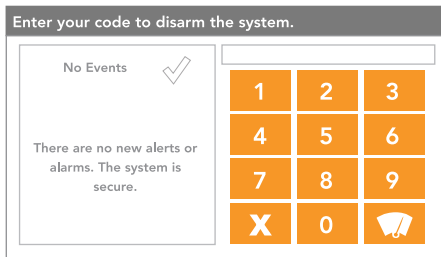 Enter your code to disarm the system.
No Events
There are no new alerts or
alarms. The system is
secure.
1 2 3
4 5 6
7 8 9
X 0